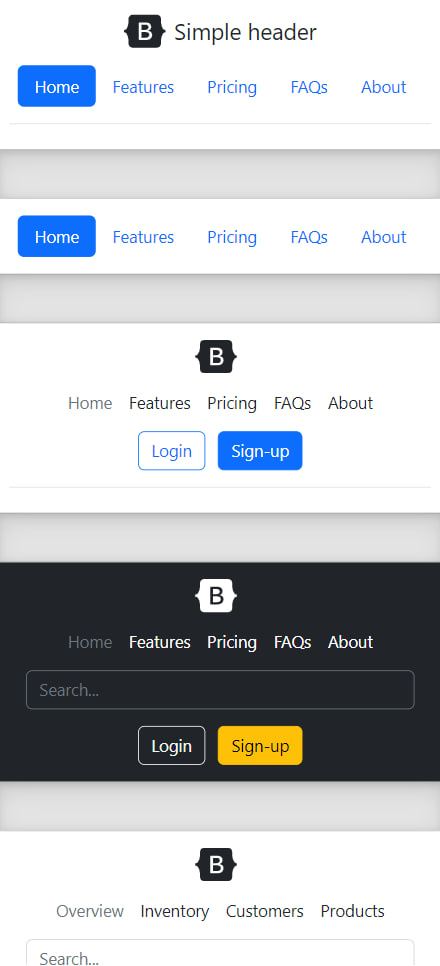 B Simple header
Home Features Pricing FAQs About
Home Features Pricing FAQs About
B
Home Features Pricing FAQs About
Login Sign-up
B
Home Features Pricing FAQs About
Search...
Login Sign-up
B
Overview Inventory Customers Products
Search...